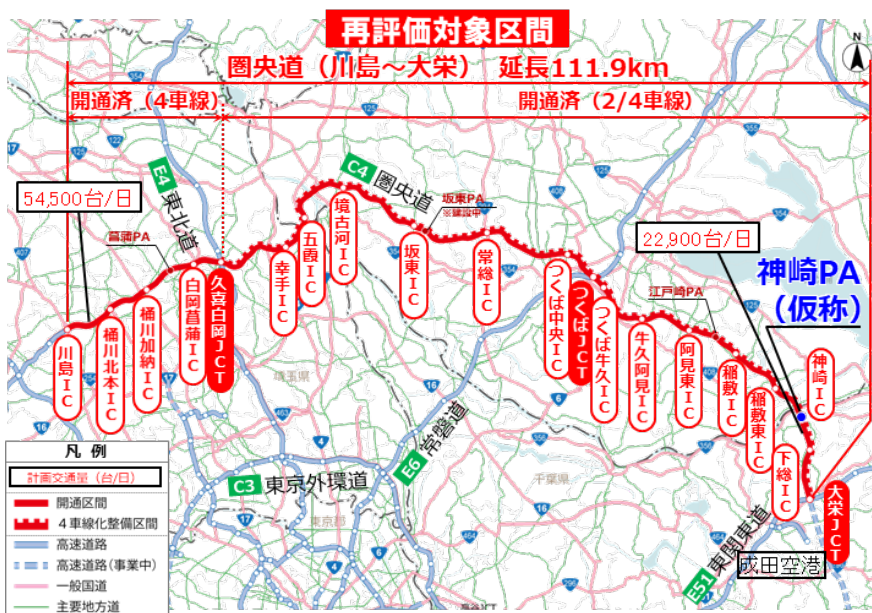 再評価対象区間
圏央道（川島～大栄） 延長111.9km
開通済（4車線）
開通済（2/4車線）
N
54,500台/日
E4 東北道
菖蒲PA
C4 圏央道
坂東PA
※建設中
22,900台/日
江戸崎PA
神崎PA
（仮称）
川島IC
桶川北本IC
桶川加納IC
白岡菖蒲IC
久喜白岡JCT
幸手IC
五霞IC
境古河IC
坂東IC
常総IC
つくば中央IC
つくばJCT
つくば牛久IC
牛久阿見IC
阿見東IC
稲敷IC
稲敷東IC
神崎IC
下総IC
大栄JCT
埼玉県
千葉県
東京都
C3 東京外環道
E6 常磐道
E51 東関東道
成田空港
凡 例
計画交通量（台/日）
開通区間
４車線化整備区間
高速道路
高速道路(事業中)
一般国道
主要地方道